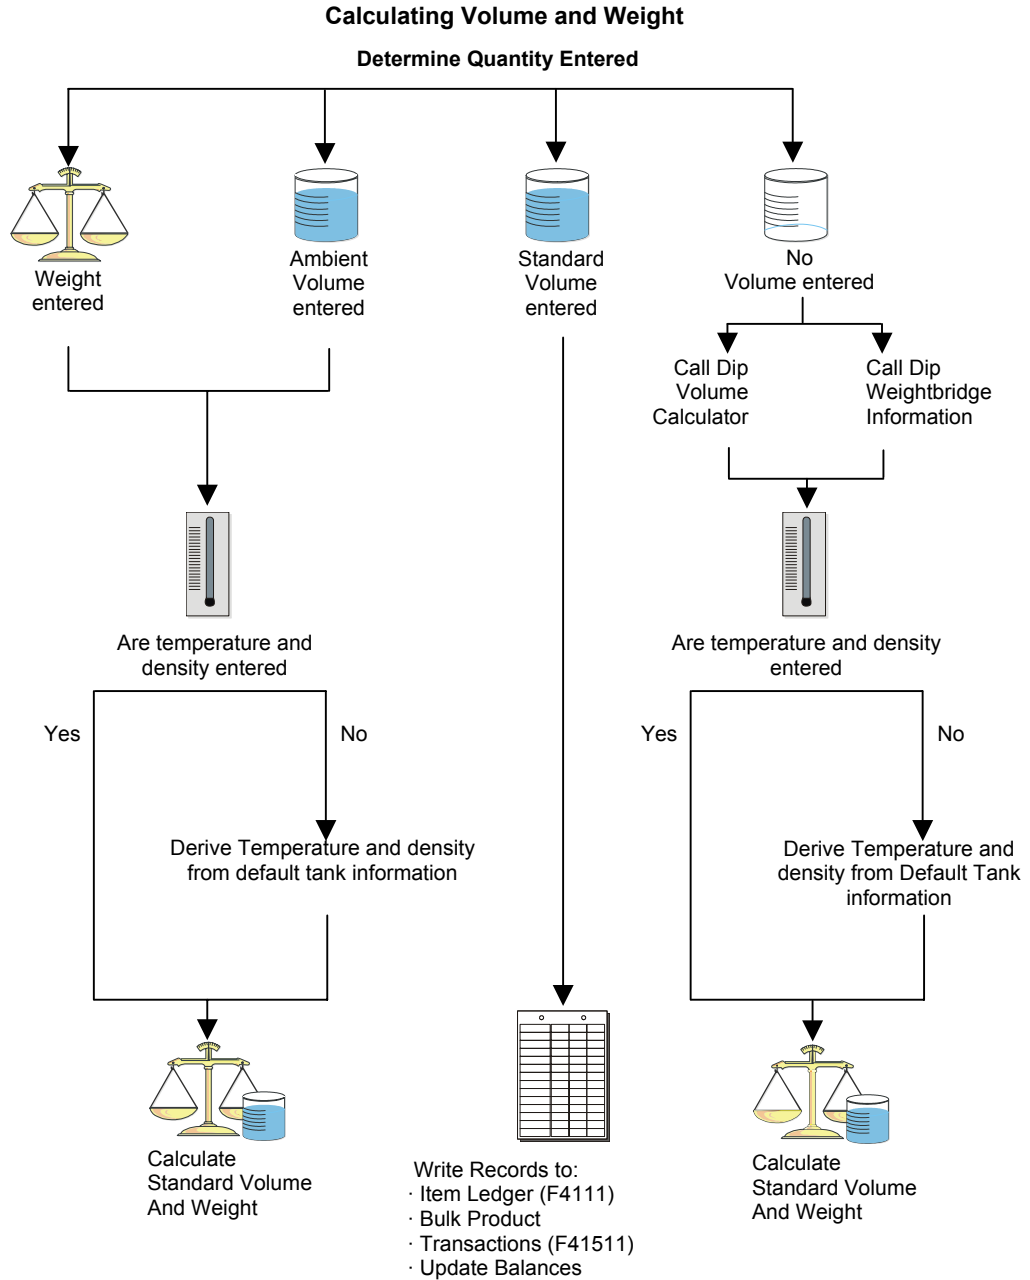 Calculating Volume and Weight
Determine Quantity Entered
Weight
entered
Ambient
Volume
entered
Standard
Volume
entered
No
Volume entered
Call Dip
Volume
Calculator
Call Dip
Weightbridge
Information
Are temperature and
density entered
Are temperature and density
entered
Yes
No
Yes
No
Derive Temperature and density
from default tank information
Derive Temperature and
density from Default Tank
information
Calculate
Standard Volume
And Weight
Write Records to:
· Item Ledger (F4111)
· Bulk Product
· Transactions (F41511)
· Update Balances
Calculate
Standard Volume
And Weight